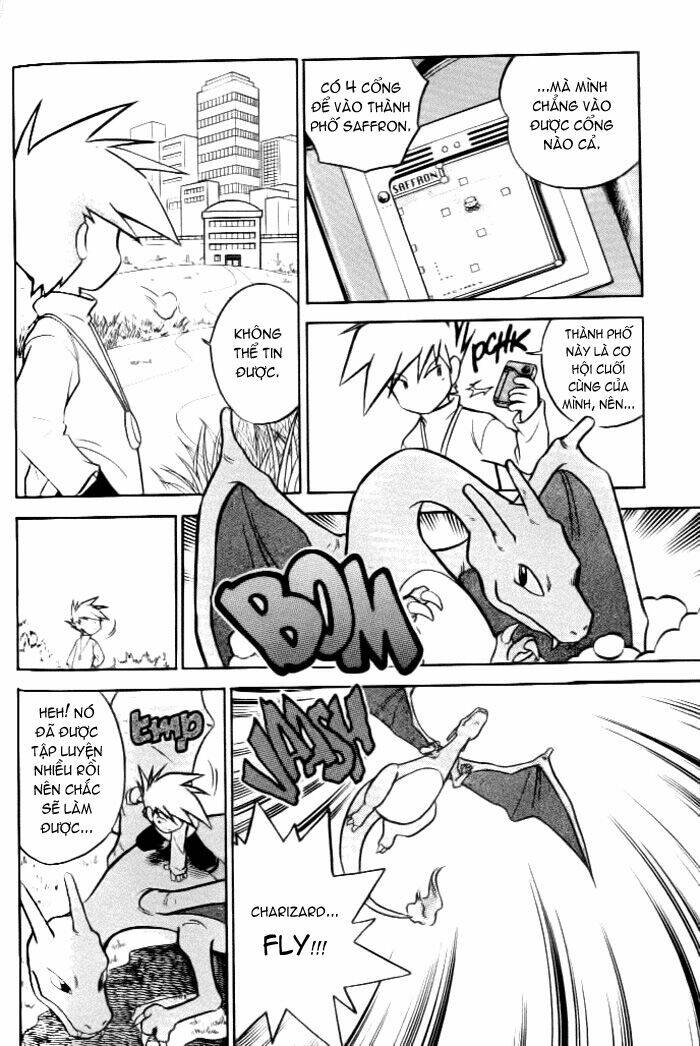 CÓ 4 CỔNG
ĐỂ VÀO THÀNH
PHỐ SAFFRON.
...MÀ MÌNH
CHẲNG VÀO
ĐƯỢC CỔNG
NÀO CẢ.
SAFFRON
KHÔNG
THỂ TIN
ĐƯỢC.
PCHK
THÀNH PHỐ
NÀY LÀ CƠ
HỘI CUỐI
CÙNG CỦA
MÌNH, NÊN...
BOM
HEH! NÓ
ĐÃ ĐƯỢC
TẬP LUYỆN
NHIỀU RỒI
NÊN CHẮC
SẼ LÀM
ĐƯỢC...
tmp
VAASH
CHARIZARD...
FLY!!!